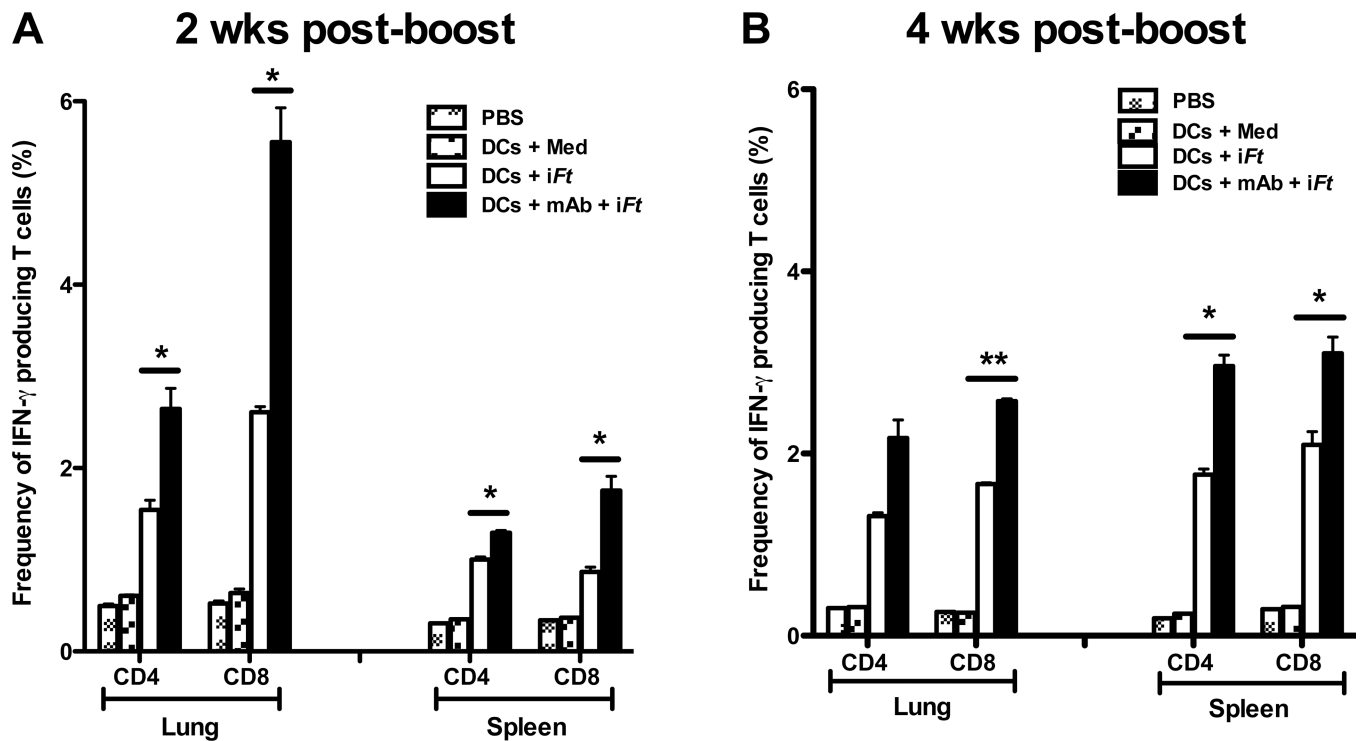 A 2 wks post-boost
Frequency of IFN-γ producing T cells (%)
6
4
2
0
PBS
DCs + Med
DCs + iFt
DCs + mAb + iFt
*
*
*
*
CD4 CD8 CD4 CD8
Lung Spleen
B 4 wks post-boost
Frequency of IFN-γ producing T cells (%)
6
4
2
0
PBS
DCs + Med
DCs + iFt
DCs + mAb + iFt
**
*
*
CD4 CD8 CD4 CD8
Lung Spleen